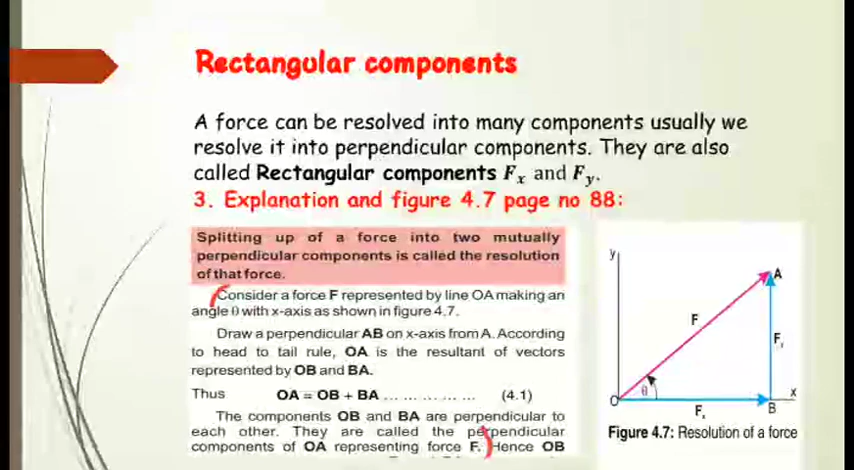 Rectangular components
A force can be resolved into many components usually we
resolve it into perpendicular components. They are also
called Rectangular components Fx and Fy.
3. Explanation and figure 4.7 page no 88:
Splitting up of a force into two mutually
perpendicular components is called the resolution
of that force.
Consider a force F represented by line OA making an
angle θ with x-axis as shown in figure 4.7.
Draw a perpendicular AB on x-axis from A. According
to head to tail rule, OA is the resultant of vectors
represented by OB and BA.
Thus OA = OB + BA ... ... ... ... ... (4.1)
The components OB and BA are perpendicular to
each other. They are called the perpendicular
components of OA representing force F. Hence OB
y
A
F
F
θ
O
B
x
Fx
Figure 4.7: Resolution of a force